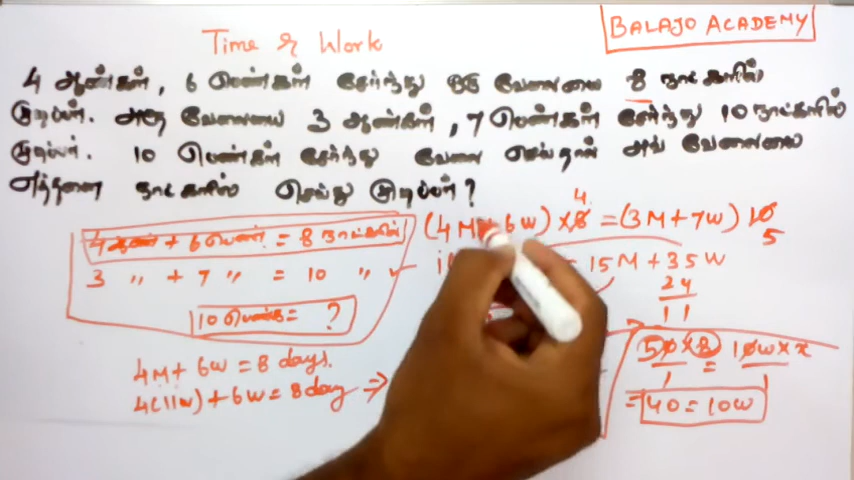 BALAJO ACADEMY
Time & Work
4 ஆண்கள், 6 பெண்கள் சேர்ந்து ஒரு வேலையை 8 நாட்களில்
முடிப்பர். அதே வேலையை 3 ஆண்கள், 7 பெண்கள் சேர்ந்து 10 நாட்களில்
முடிப்பர். 10 பெண்கள் சேர்ந்து வேலை செய்தால் அவ் வேலையை
எத்தனை நாட்களில் செய்து முடிப்பர்?
4 ஆண் + 6 பெண் = 8 நாட்களில்
3 " + 7 " = 10 "
10 பெண்கள் = ?
4M + 6W = 8 days.
4(11W) + 6W = 8 day ⇒
4
(4M + 6W) × 8 = (3M + 7W) 10
5
= 15M + 35W
24
11
50 × 8 = 10W × x
1 1
= 40 = 10W